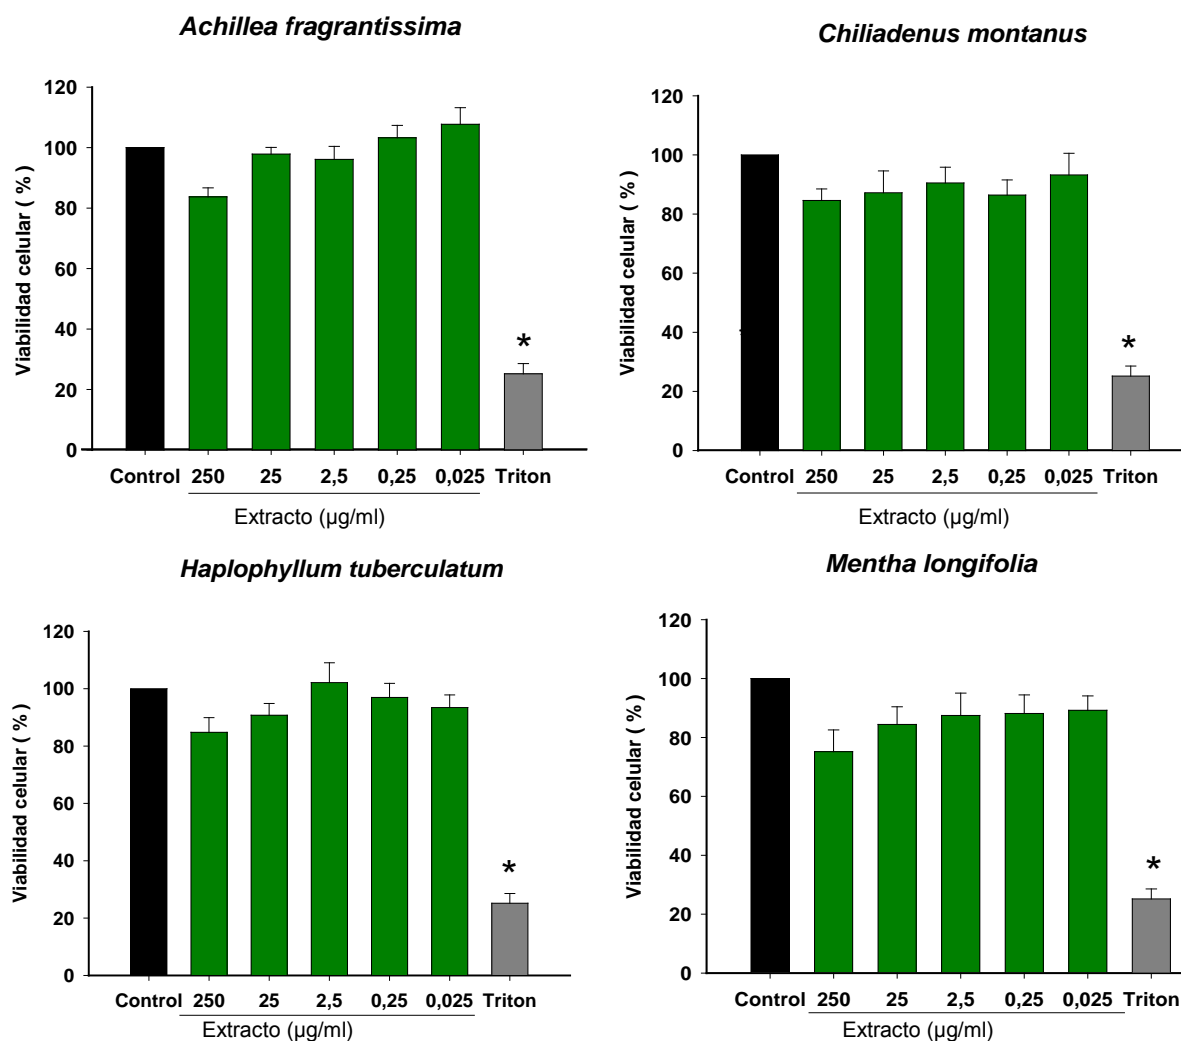 Achillea fragrantissima
Viabilidad celular ( % )
120
100
80
60
40
20
0
*
Control 250 25 2,5 0,25 0,025 Triton
Extracto (µg/ml)
Chiliadenus montanus
Viabilidad celular ( % )
120
100
80
60
40
20
0
*
Control 250 25 2,5 0,25 0,025 Triton
Extracto (µg/ml)
Haplophyllum tuberculatum
Viabilidad celular ( % )
120
100
80
60
40
20
0
*
Control 250 25 2,5 0,25 0,025 Triton
Extracto (µg/ml)
Mentha longifolia
Viabilidad celular ( % )
120
100
80
60
40
20
0
*
Control 250 25 2,5 0,25 0,025 Triton
Extracto (µg/ml)